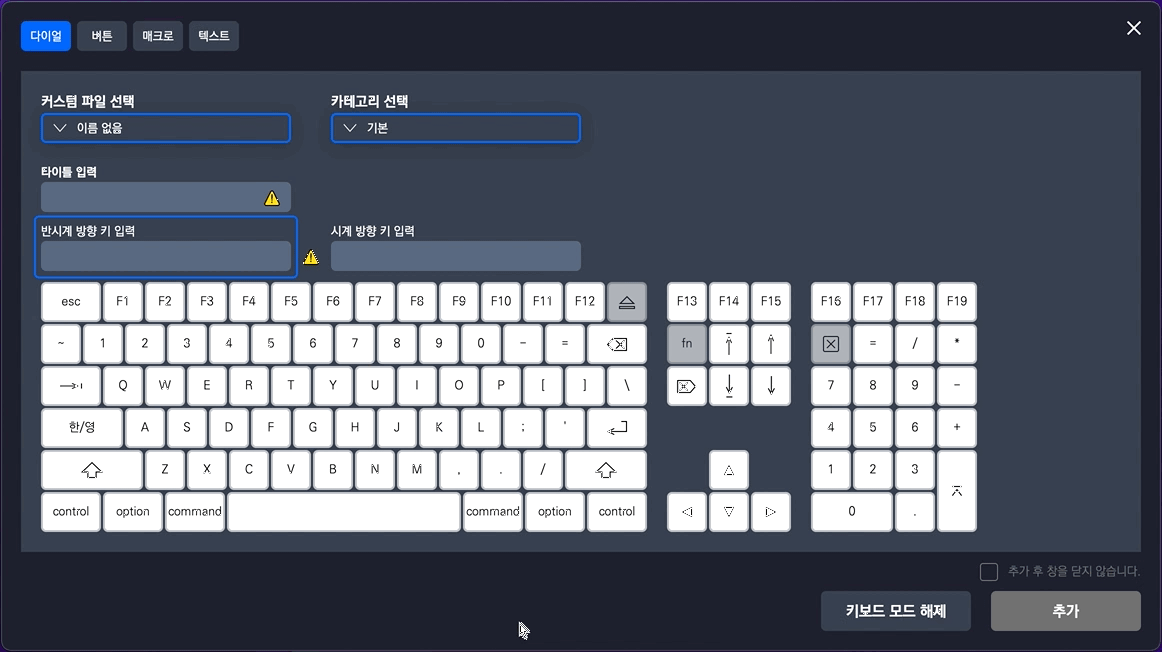 다이얼 버튼 매크로 텍스트
커스텀 파일 선택 카테고리 선택
이름 없음 기본
타이틀 입력
반시계 방향 키 입력 시계 방향 키 입력
esc F1 F2 F3 F4 F5 F6 F7 F8 F9 F10 F11 F12 F13 F14 F15 F16 F17 F18 F19
~ 1 2 3 4 5 6 7 8 9 0 - = fn = / *
Q W E R T Y U I O P [ ] \ 7 8 9 -
한/영 A S D F G H J K L ; ' 4 5 6 +
Z X C V B N M , . / 1 2 3
control option command command option control 0 .
추가 후 창을 닫지 않습니다.
키보드 모드 해제 추가